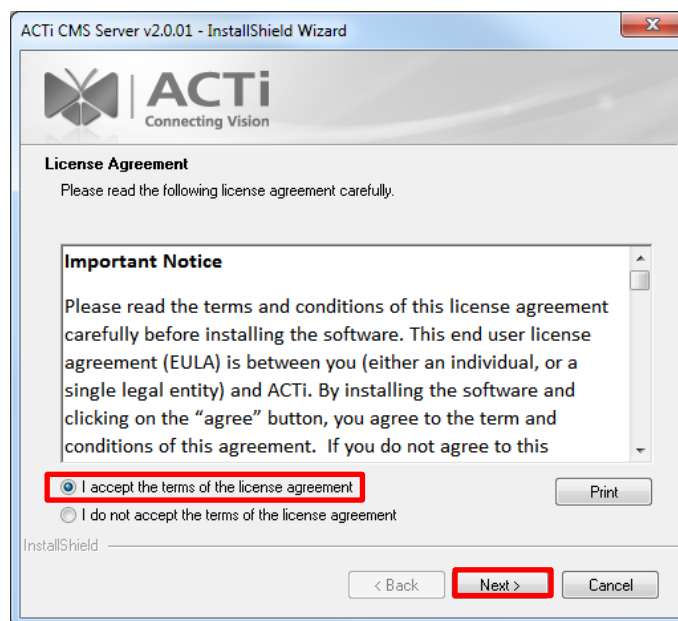 ACTi CMS Server v2.0.01 - InstallShield Wizard
ACTi
Connecting Vision
License Agreement
Please read the following license agreement carefully.
Important Notice
Please read the terms and conditions of this license agreement
carefully before installing the software. This end user license
agreement (EULA) is between you (either an individual, or a
single legal entity) and ACTi. By installing the software and
clicking on the “agree” button, you agree to the term and
conditions of this agreement.  If you do not agree to this
I accept the terms of the license agreement
Print
I do not accept the terms of the license agreement
InstallShield
< Back
Next >
Cancel